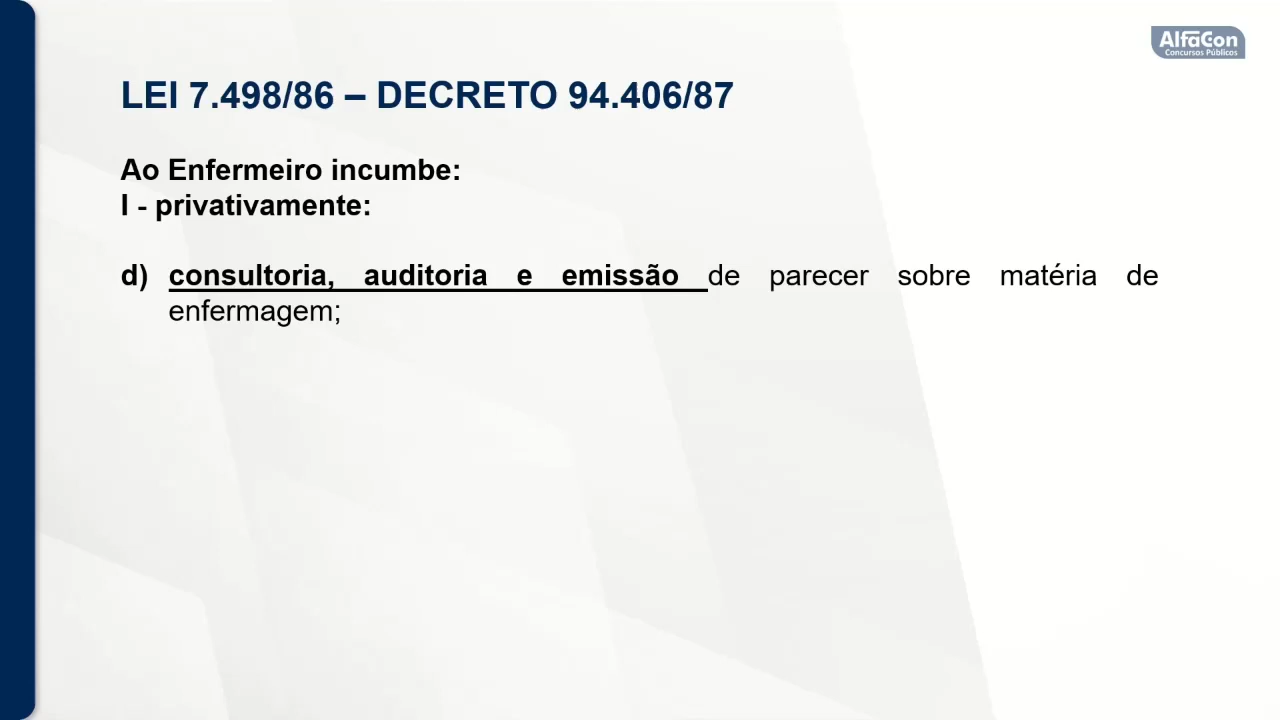 AlfaCon
Concursos Públicos
LEI 7.498/86 – DECRETO 94.406/87
Ao Enfermeiro incumbe:
I - privativamente:
d) consultoria, auditoria e emissão de parecer sobre matéria de
enfermagem;